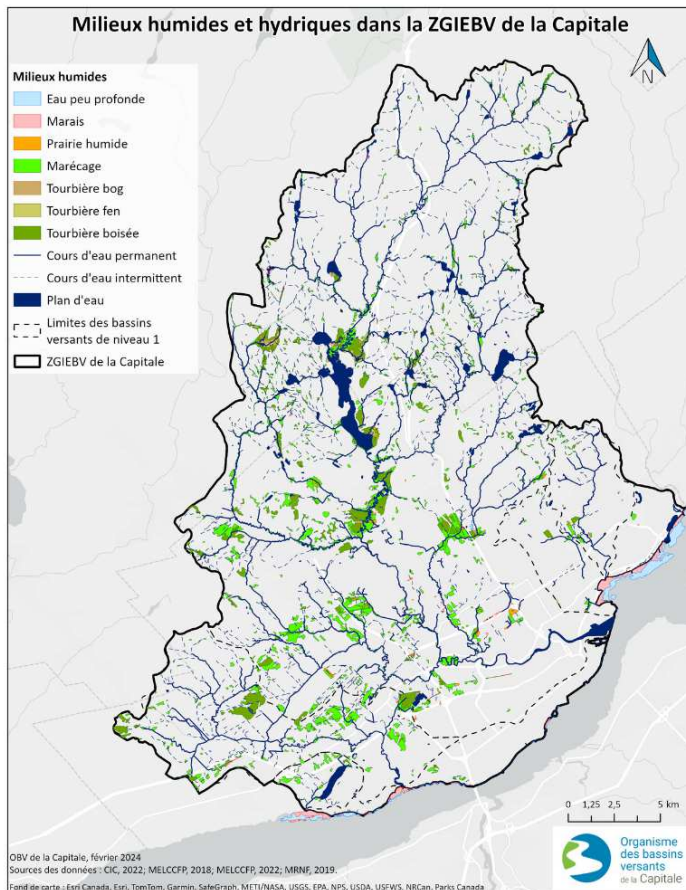 Milieux humides et hydriques dans la ZGIEBV de la Capitale
N
Milieux humides
Eau peu profonde
Marais
Prairie humide
Marécage
Tourbière bog
Tourbière fen
Tourbière boisée
Cours d'eau permanent
Cours d'eau intermittent
Plan d'eau
Limites des bassins
versants de niveau 1
ZGIEBV de la Capitale
0 1,25 2,5 5 km
OBV de la Capitale, février 2024
Sources des données : CIC, 2022; MELCCFP, 2018; MELCCFP, 2022; MRNF, 2019.
Fond de carte : Esri Canada, Esri, TomTom, Garmin, SafeGraph, METI/NASA, USGS, EPA, NPS, USDA, USFWS, NRCan, Parks Canada
Organisme
des bassins
versants
de la Capitale